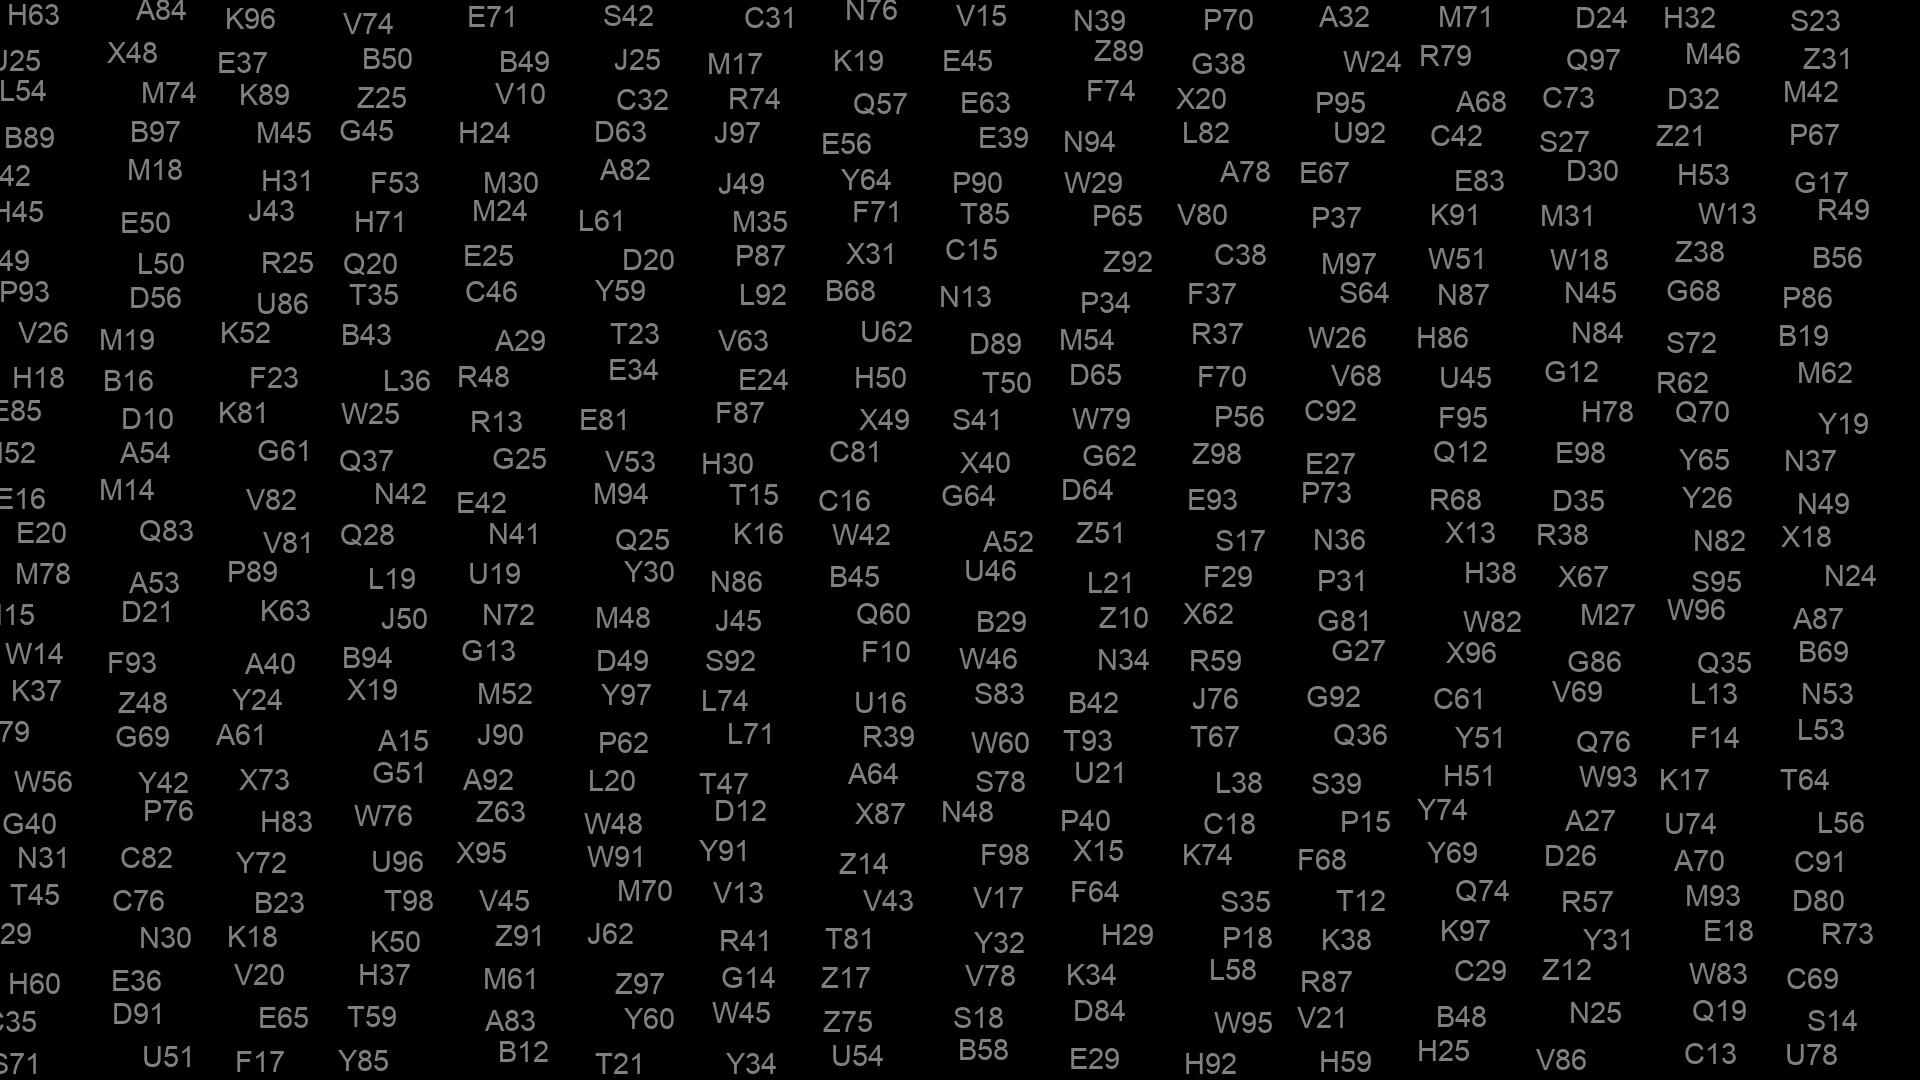 H63 A84 K96 V74 E71 S42 C31 N76 V15 N39 P70 A32 M71 D24 H32 S23
J25 X48 E37 B50 B49 J25 M17 K19 E45 Z89 G38 W24 R79 Q97 M46 Z31
L54 M74 K89 Z25 V10 C32 R74 Q57 E63 F74 X20 P95 A68 C73 D32 M42
B89 B97 M45 G45 H24 D63 J97 E56 E39 N94 L82 U92 C42 S27 Z21 P67
42 M18 H31 F53 M30 A82 J49 Y64 P90 W29 A78 E67 E83 D30 H53 G17
H45 E50 J43 H71 M24 L61 M35 F71 T85 P65 V80 P37 K91 M31 W13 R49
49 L50 R25 Q20 E25 D20 P87 X31 C15 Z92 C38 M97 W51 W18 Z38 B56
P93 D56 U86 T35 C46 Y59 L92 B68 N13 P34 F37 S64 N87 N45 G68 P86
V26 M19 K52 B43 A29 T23 V63 U62 D89 M54 R37 W26 H86 N84 S72 B19
H18 B16 F23 L36 R48 E34 E24 H50 T50 D65 F70 V68 U45 G12 R62 M62
E85 D10 K81 W25 R13 E81 F87 X49 S41 W79 P56 C92 F95 H78 Q70 Y19
52 A54 G61 Q37 G25 V53 H30 C81 X40 G62 Z98 E27 Q12 E98 Y65 N37
E16 M14 V82 N42 E42 M94 T15 C16 G64 D64 E93 P73 R68 D35 Y26 N49
E20 Q83 V81 Q28 N41 Q25 K16 W42 A52 Z51 S17 N36 X13 R38 N82 X18
M78 A53 P89 L19 U19 Y30 N86 B45 U46 L21 F29 P31 H38 X67 S95 N24
15 D21 K63 J50 N72 M48 J45 Q60 B29 Z10 X62 G81 W82 M27 W96 A87
W14 F93 A40 B94 G13 D49 S92 F10 W46 N34 R59 G27 X96 G86 Q35 B69
K37 Z48 Y24 X19 M52 Y97 L74 U16 S83 B42 J76 G92 C61 V69 L13 N53
79 G69 A61 A15 J90 P62 L71 R39 W60 T93 T67 Q36 Y51 Q76 F14 L53
W56 Y42 X73 G51 A92 L20 T47 A64 S78 U21 L38 S39 H51 W93 K17 T64
G40 P76 H83 W76 Z63 W48 D12 X87 N48 P40 C18 P15 Y74 A27 U74 L56
N31 C82 Y72 U96 X95 W91 Y91 Z14 F98 X15 K74 F68 Y69 D26 A70 C91
T45 C76 B23 T98 V45 M70 V13 V43 V17 F64 S35 T12 Q74 R57 M93 D80
29 N30 K18 K50 Z91 J62 R41 T81 Y32 H29 P18 K38 K97 Y31 E18 R73
H60 E36 V20 H37 M61 Z97 G14 Z17 V78 K34 L58 R87 C29 Z12 W83 C69
C35 D91 E65 T59 A83 Y60 W45 Z75 S18 D84 W95 V21 B48 N25 Q19 S14
S71 U51 F17 Y85 B12 T21 Y34 U54 B58 E29 H92 H59 H25 V86 C13 U78